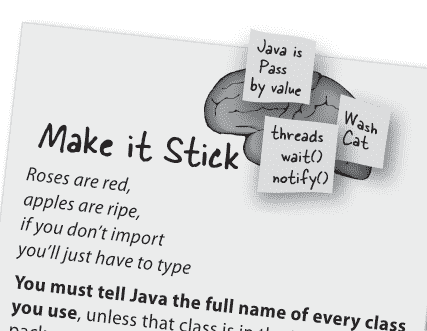 Java is
Pass
by value
Wash
Cat
threads
wait()
notify()
Make it Stick
Roses are red,
apples are ripe,
if you don't import
you'll just have to type
You must tell Java the full name of every class
you use, unless that class is in the